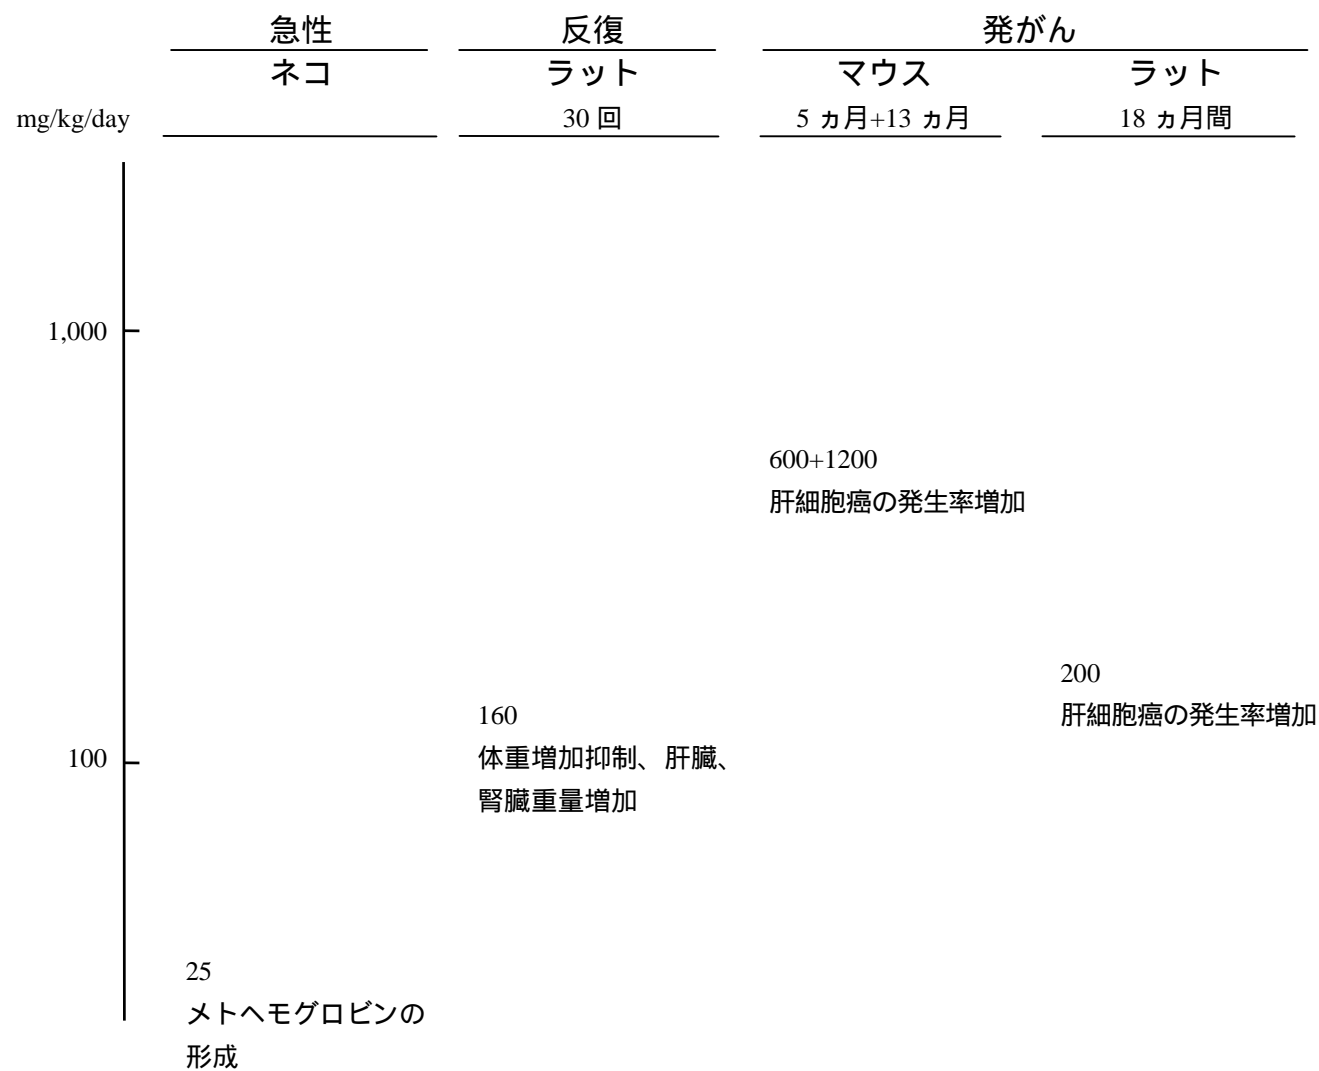 急性 反復 発がん
ネコ ラット マウス ラット
mg/kg/day 30 回 5 ヵ月+13 ヵ月 18 ヵ月間
1,000
600+1200
肝細胞癌の発生率増加
200
肝細胞癌の発生率増加
160
体重増加抑制、肝臓、
腎臓重量増加
100
25
メトヘモグロビンの
形成